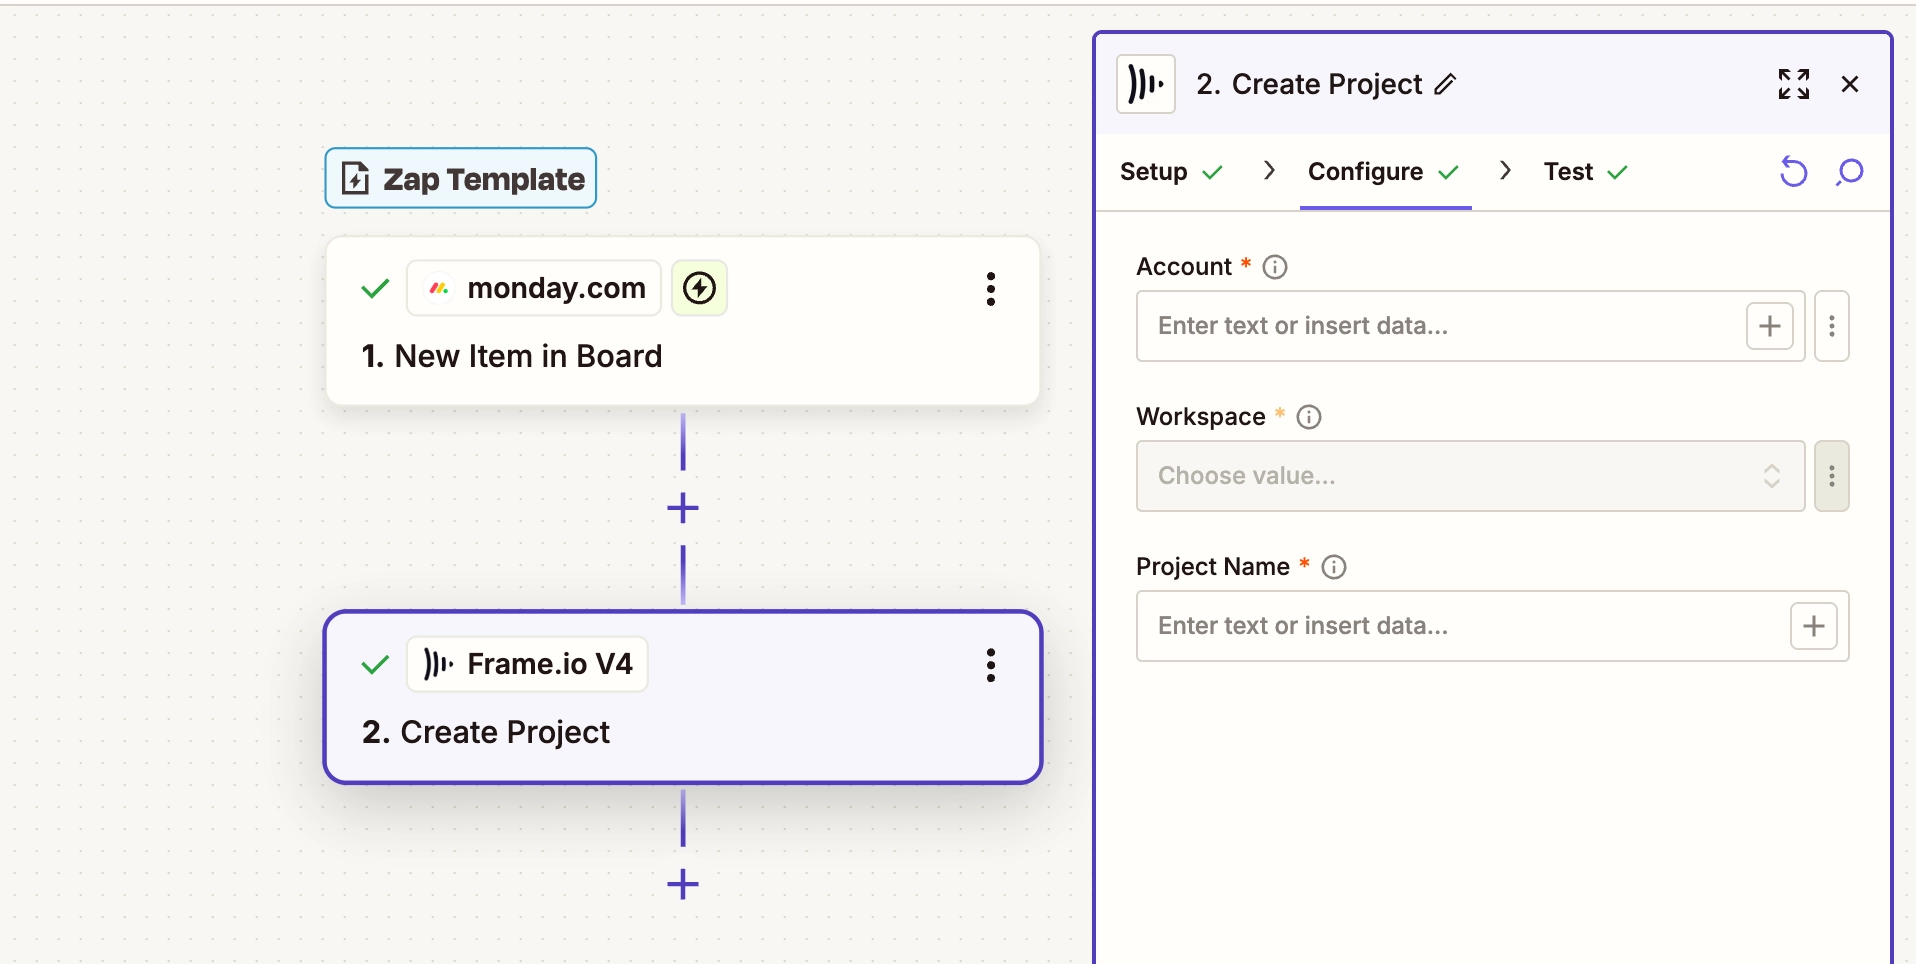 Zap Template
monday.com
1. New Item in Board
Frame.io V4
2. Create Project
2. Create Project
Setup
Configure
Test
Account *
Enter text or insert data...
Workspace *
Choose value...
Project Name *
Enter text or insert data...